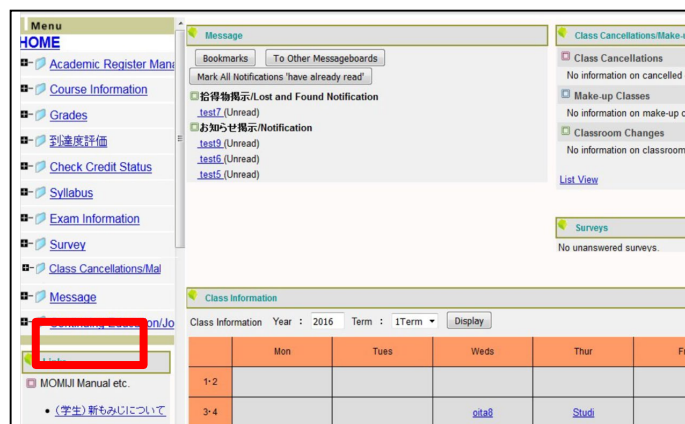 Menu
HOME
Academic Register Mana
Course Information
Grades
到達度評価
Check Credit Status
Syllabus
Exam Information
Survey
Class Cancellations/Mal
Message
on/Jo
MOMIJI Manual etc.
(学生)新もみじについて
Message
Bookmarks To Other Messageboards
Mark All Notifications 'have already read'
拾得物掲示/Lost and Found Notification
test7 (Unread)
お知らせ掲示/Notification
test9 (Unread)
test6 (Unread)
test5 (Unread)
Class Cancellations/Make-
Class Cancellations
No information on cancelled
Make-up Classes
No information on make-up c
Classroom Changes
No information on classroom
List View
Surveys
No unanswered surveys.
Class Information
Class Information Year : 2016 Term : 1Term Display
Mon Tues Weds Thur F
1・2
3・4 oita8 Studi